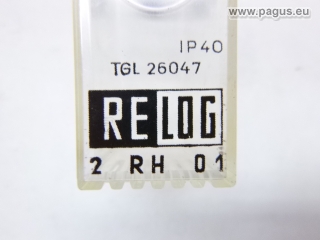 www.pagus.eu
IP40
TGL 26047
RELOG
2 RH 01